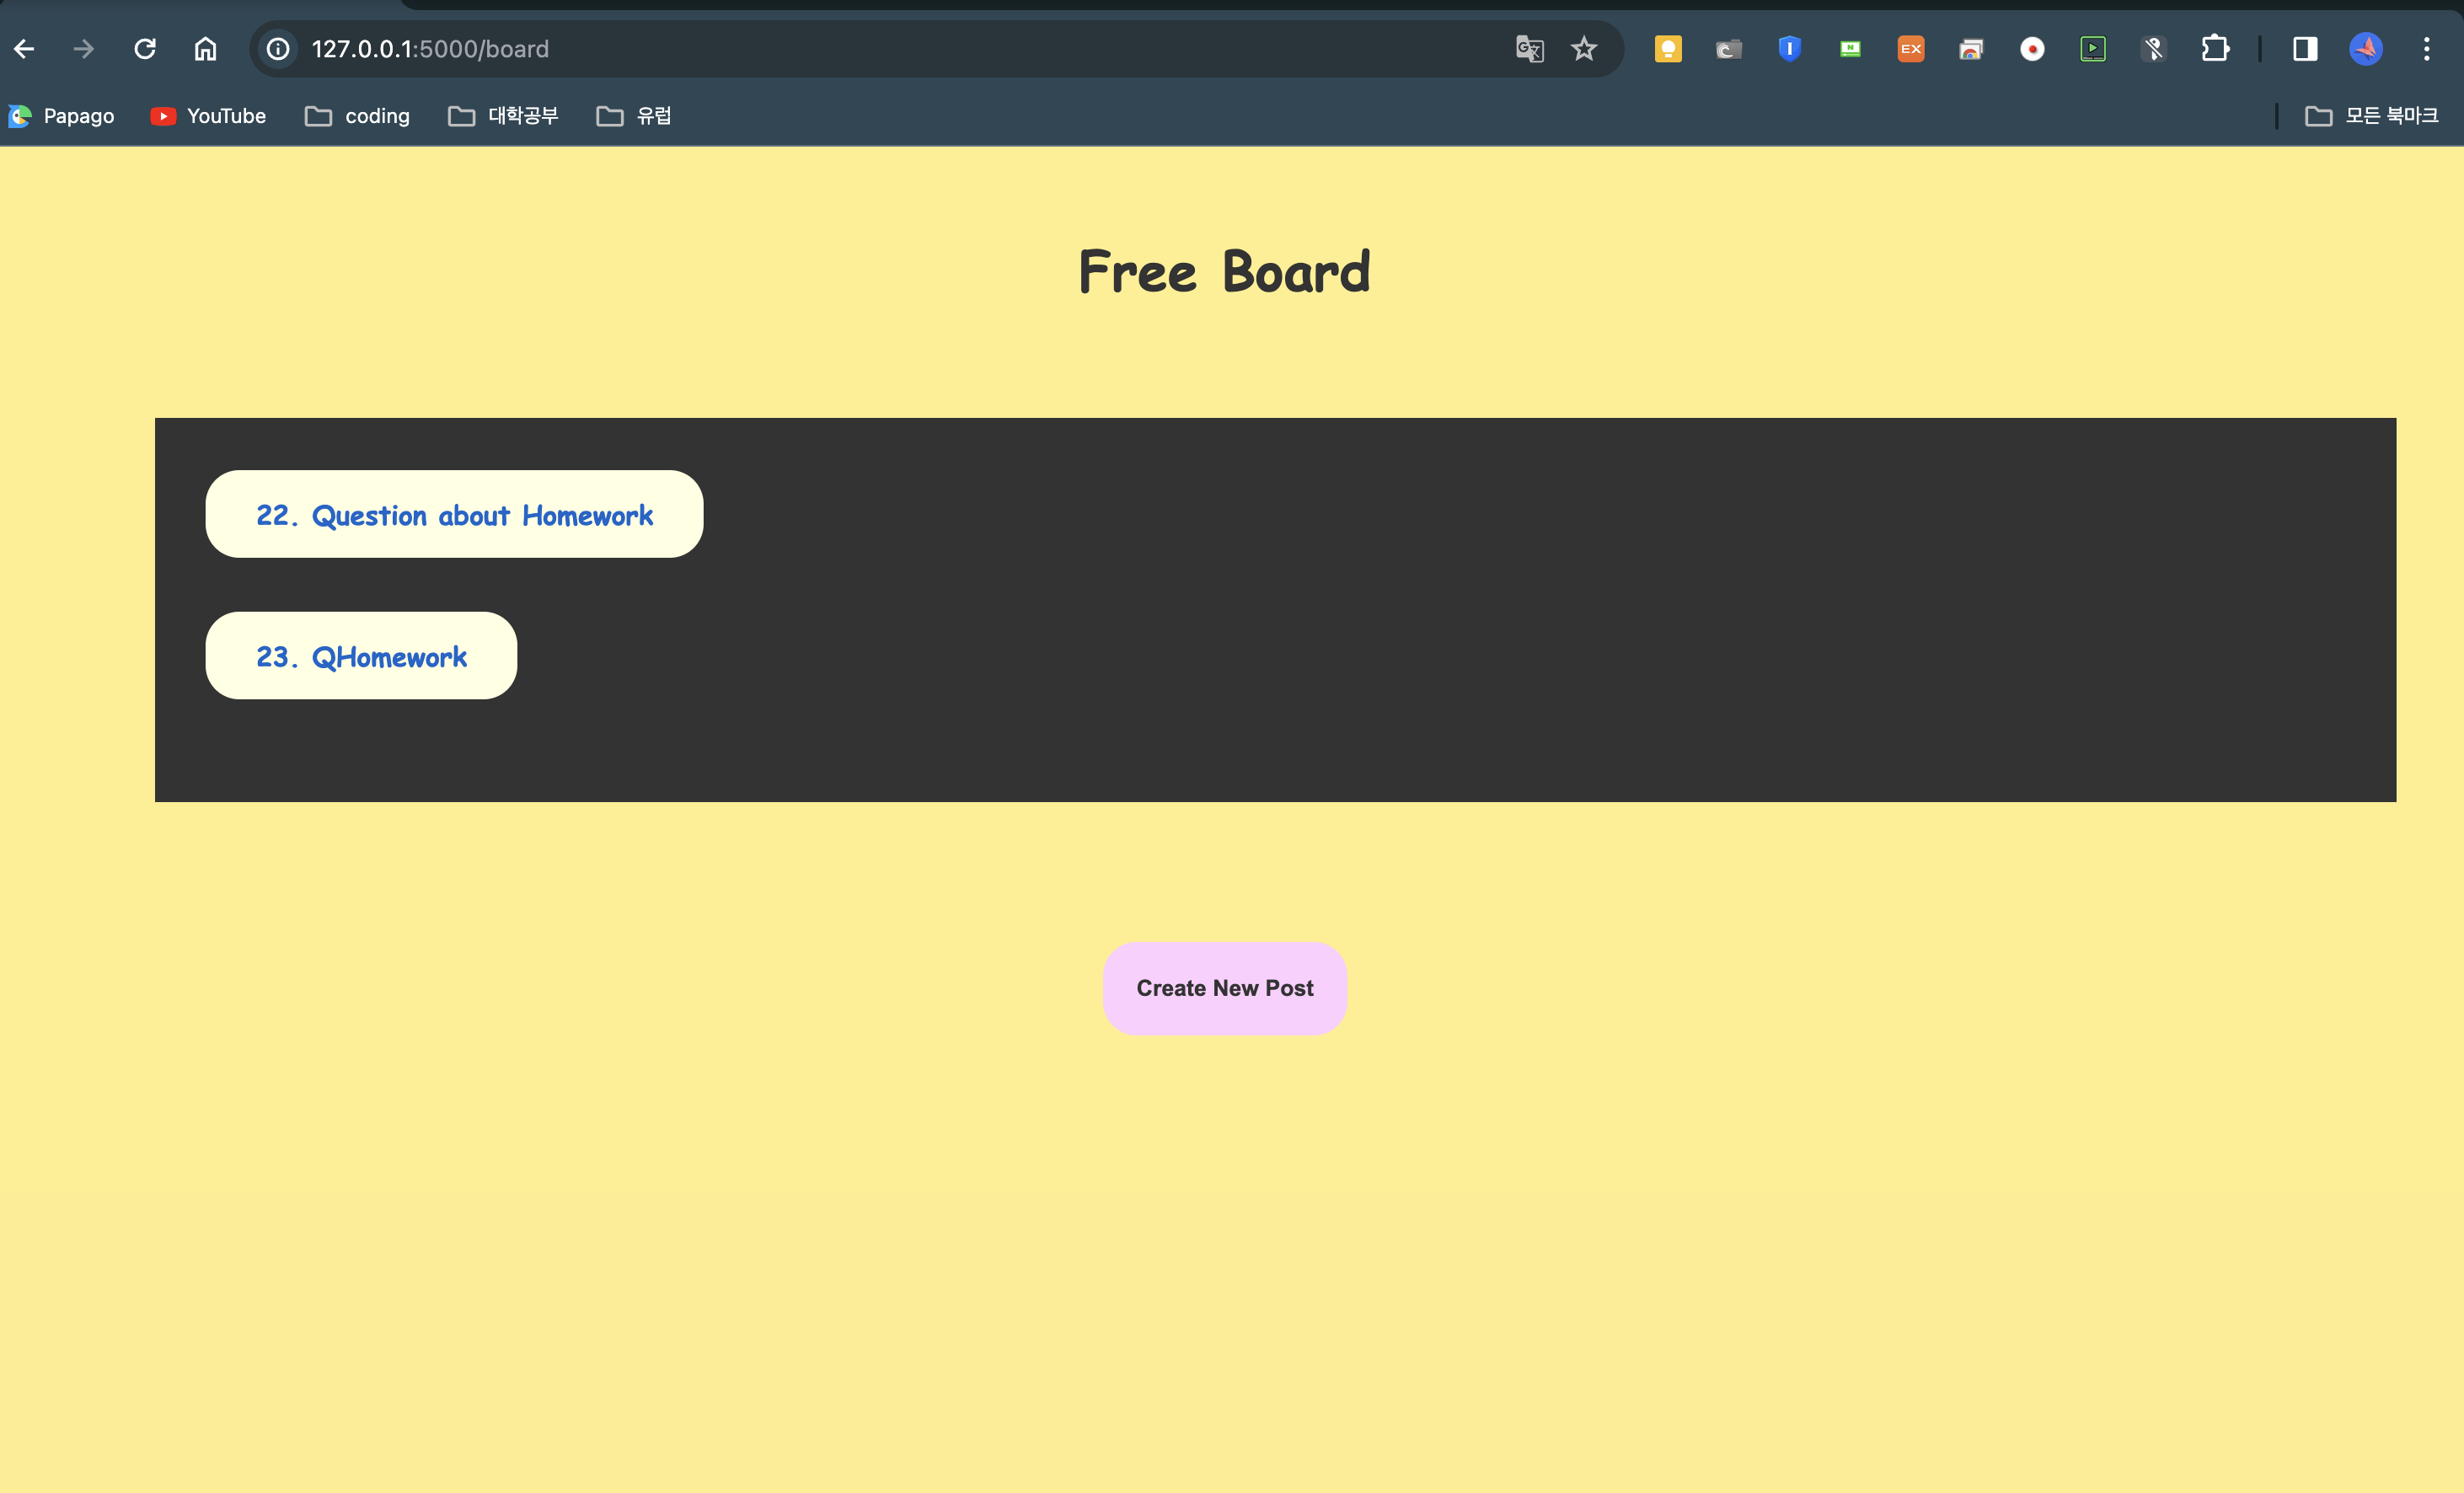 127.0.0.1:5000/board
Papago YouTube coding 대학공부 유럽 모든 북마크
Free Board
22. Question about Homework
23. QHomework
Create New Post